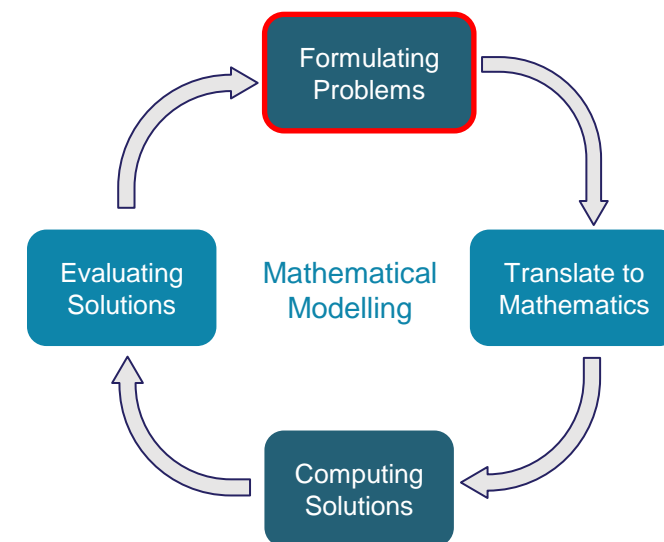 Formulating
Problems
Evaluating
Solutions
Mathematical
Modelling
Translate to
Mathematics
Computing
Solutions